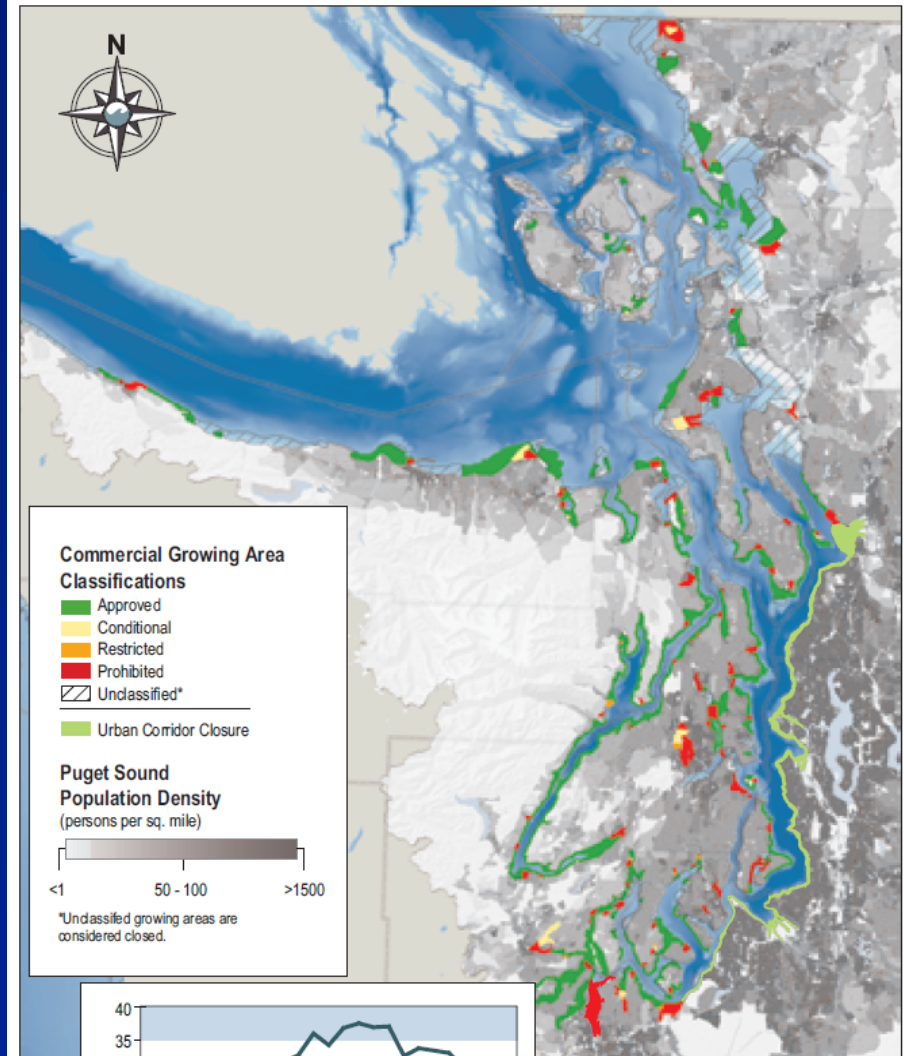 N
Commercial Growing Area
Classifications
Approved
Conditional
Restricted
Prohibited
Unclassified*
Urban Corridor Closure
Puget Sound
Population Density
(persons per sq. mile)
<1 50 - 100 >1500
*Unclassifed growing areas are
considered closed.
40
35